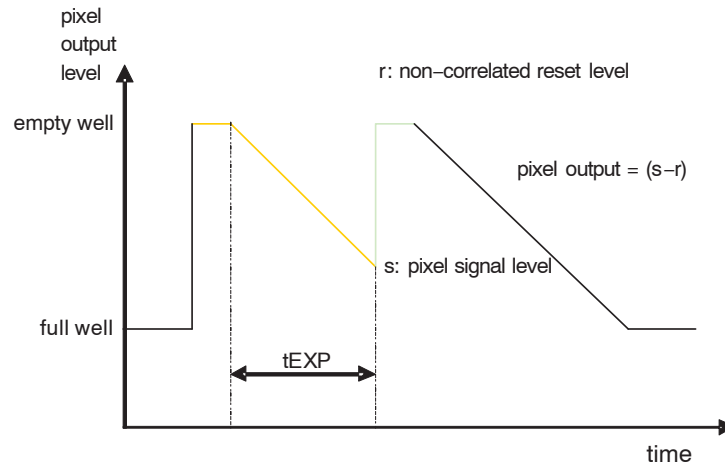 pixel
output
level
r: non−correlated reset level
empty well
pixel output = (s−r)
s: pixel signal level
full well
tEXP
time